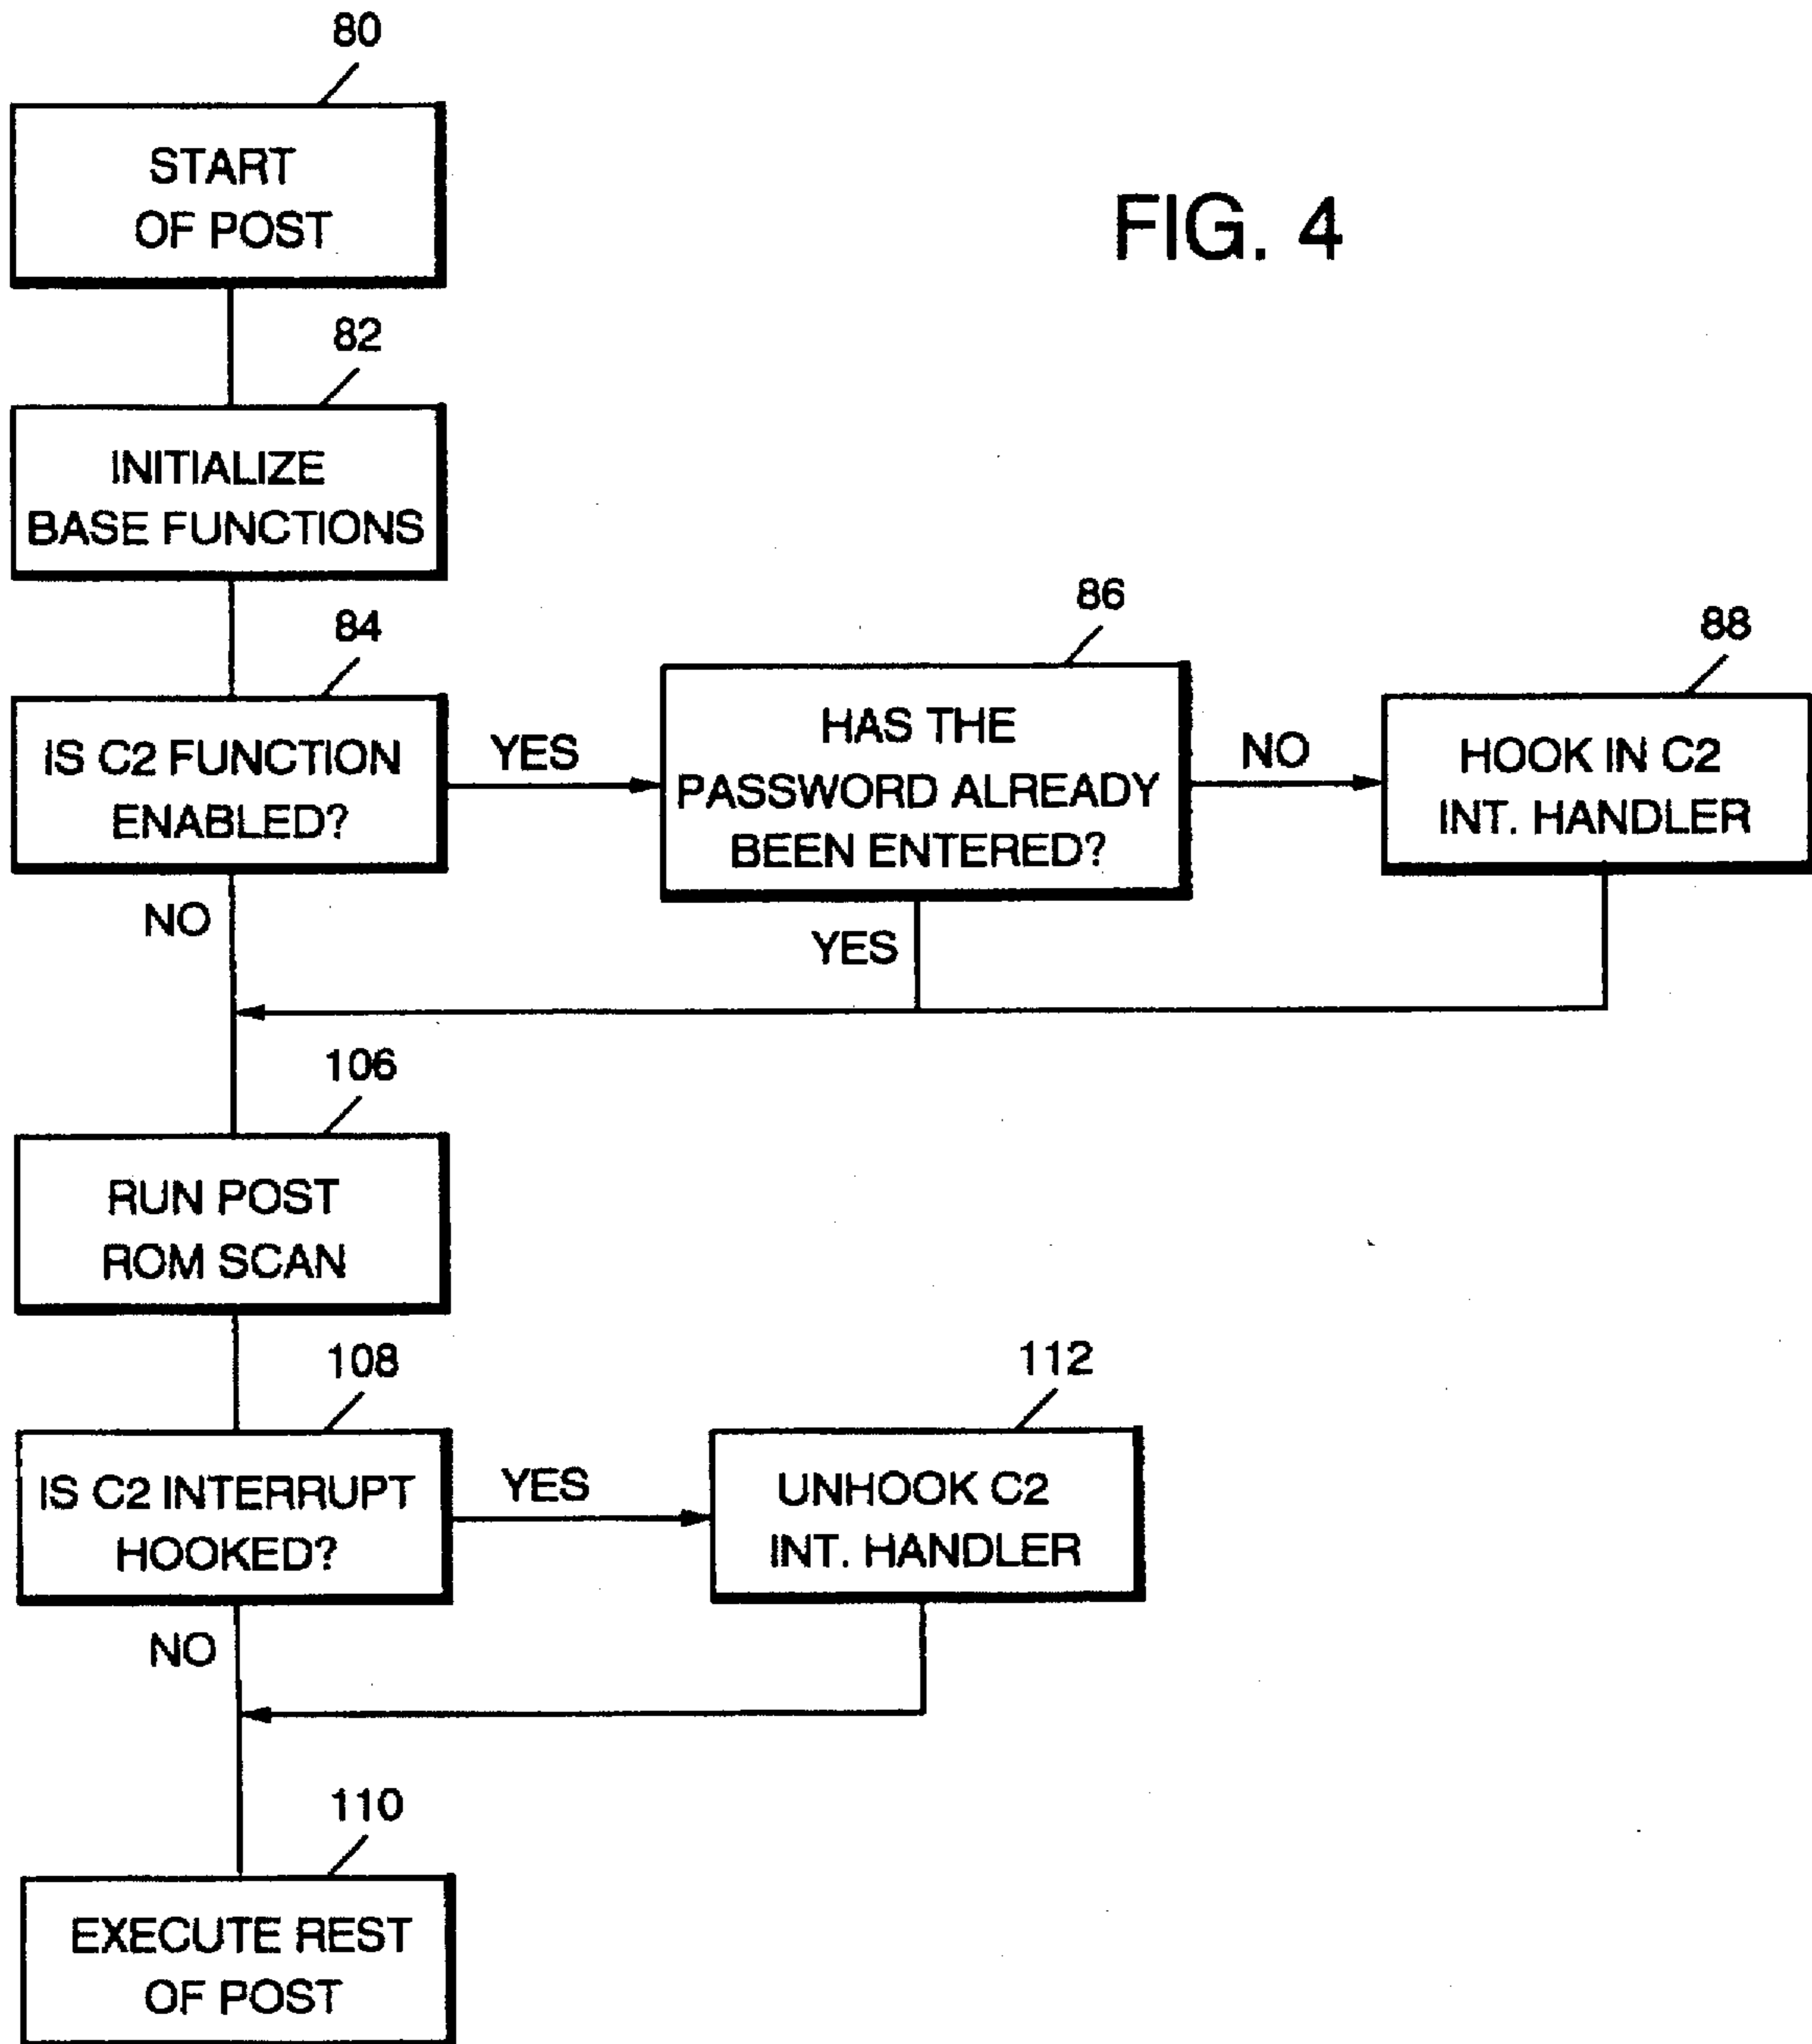 80
START
OF POST
FIG. 4
82
INITIALIZE
BASE FUNCTIONS
84
IS C2 FUNCTION
ENABLED?
YES
86
HAS THE
PASSWORD ALREADY
BEEN ENTERED?
NO
88
HOOK IN C2
INT. HANDLER
NO
YES
106
RUN POST
ROM SCAN
108
IS C2 INTERRUPT
HOOKED?
YES
112
UNHOOK C2
INT. HANDLER
NO
110
EXECUTE REST
OF POST